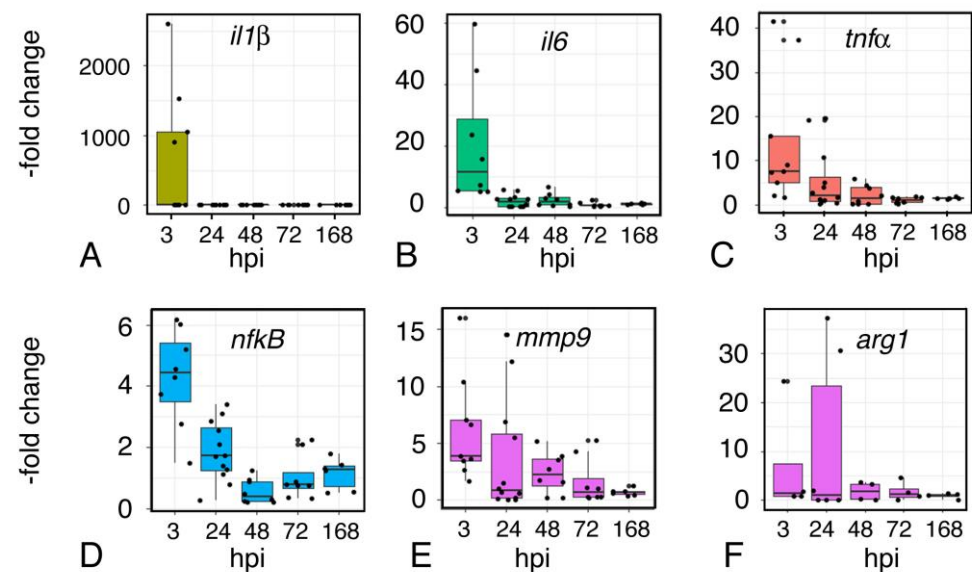 -fold change
il1β
2000
1000
0
3 24 48 72 168
hpi
A
il6
60
40
20
0
3 24 48 72 168
hpi
B
tnfα
40
30
20
10
0
3 24 48 72 168
hpi
C
-fold change
nfkB
6
4
2
0
3 24 48 72 168
hpi
D
mmp9
15
10
5
0
3 24 48 72 168
hpi
E
arg1
30
20
10
0
3 24 48 72 168
hpi
F